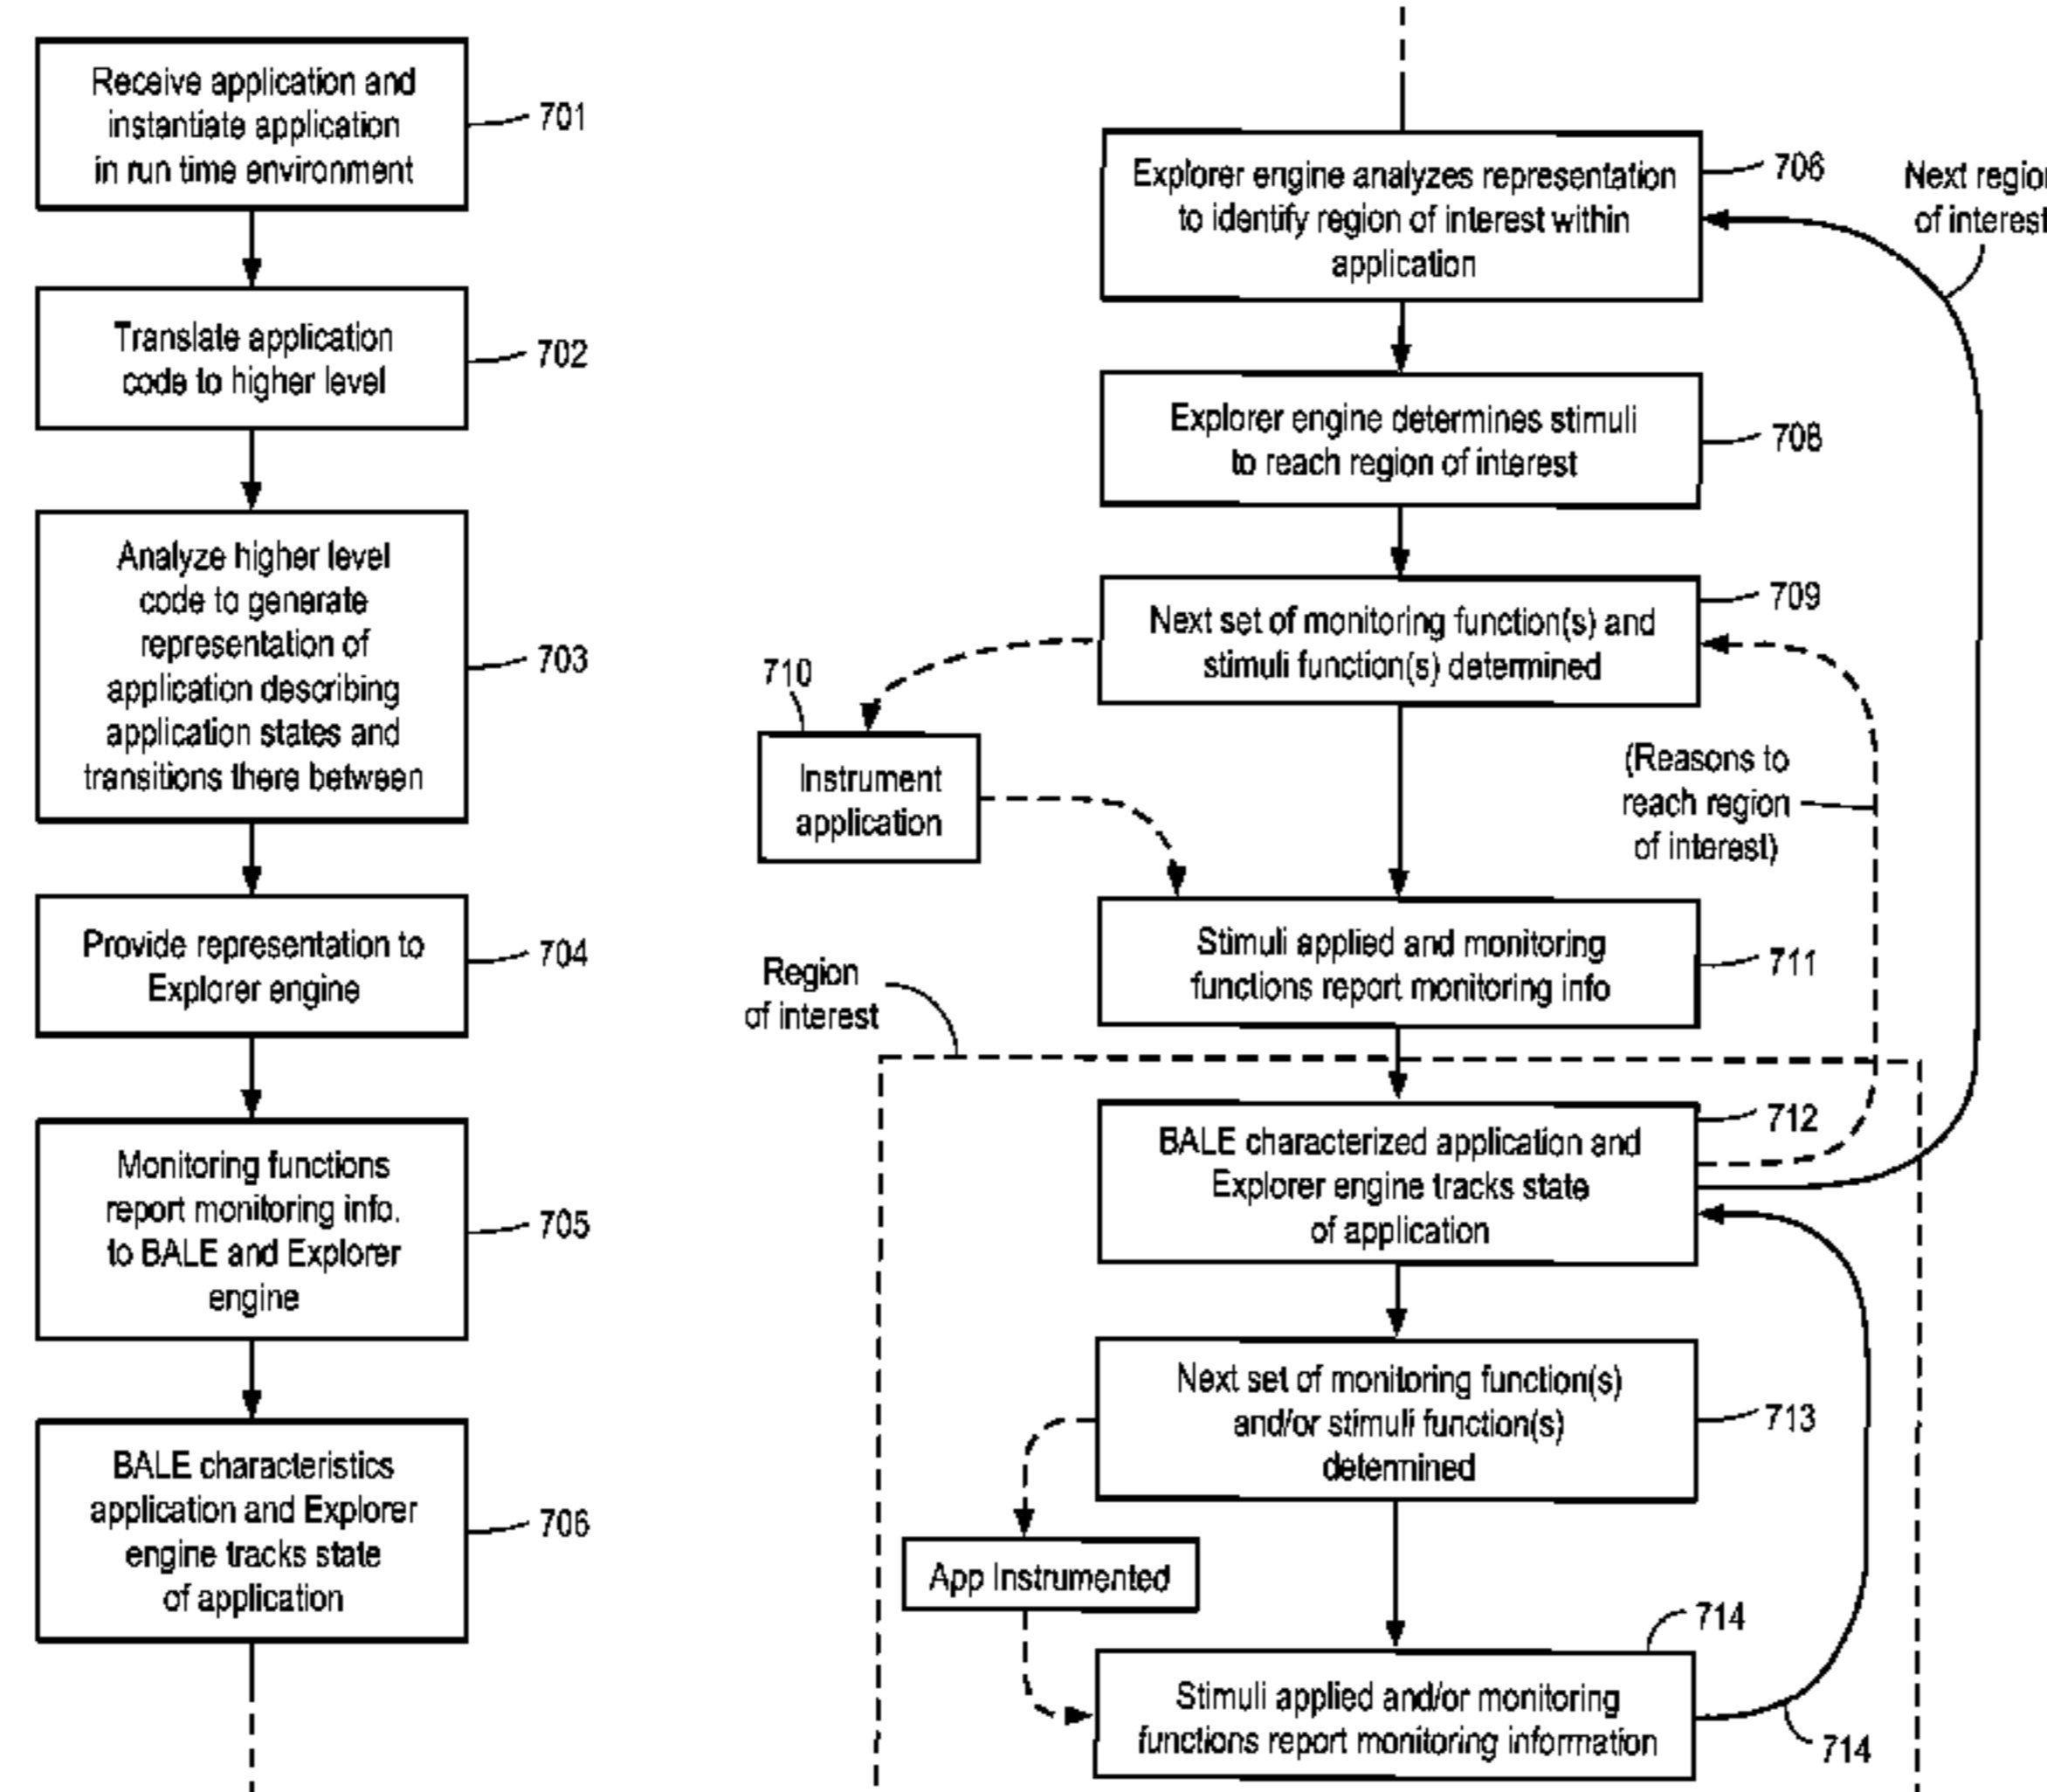 Receive application and
instantiate application
in run time environment
701
Translate application
code to higher level
702
Analyze higher level
code to generate
representation of
application describing
application states and
transitions there between
703
Provide representation to
Explorer engine
704
Monitoring functions
report monitoring info.
to BALE and Explorer
engine
705
BALE characteristics
application and Explorer
engine tracks state
of application
706
Explorer engine analyzes representation
to identify region of interest within
application
706
Next region
of interest
Explorer engine determines stimuli
to reach region of interest
708
Next set of monitoring function(s) and
stimuli function(s) determined
709
710
Instrument
application
(Reasons to
reach region
of interest)
Stimuli applied and monitoring
functions report monitoring info
711
Region
of interest
BALE characterized application and
Explorer engine tracks state
of application
712
Next set of monitoring function(s)
and/or stimuli function(s)
determined
713
App Instrumented
714
Stimuli applied and/or monitoring
functions report monitoring information
714